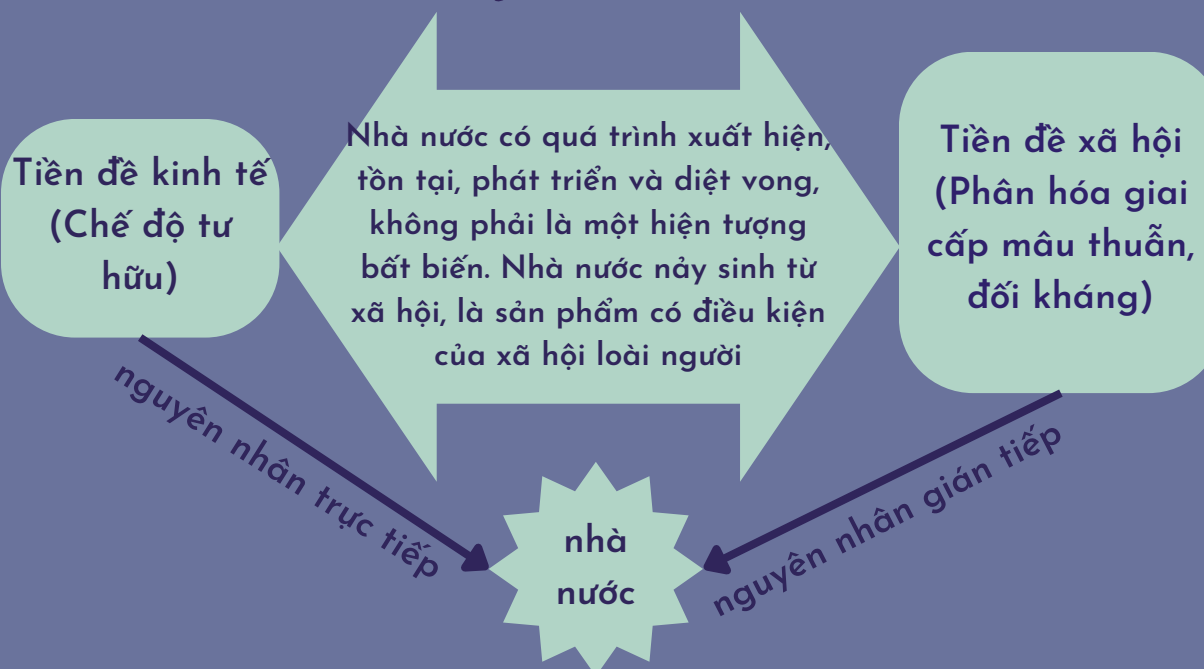 Tiền đề kinh tế
(Chế độ tư
hữu)
Nhà nước có quá trình xuất hiện,
tồn tại, phát triển và diệt vong,
không phải là một hiện tượng
bất biến. Nhà nước nảy sinh từ
xã hội, là sản phẩm có điều kiện
của xã hội loài người
Tiền đề xã hội
(Phân hóa giai
cấp mâu thuẫn,
đối kháng)
nguyên nhân trực tiếp
nguyên nhân gián tiếp
nhà
nước